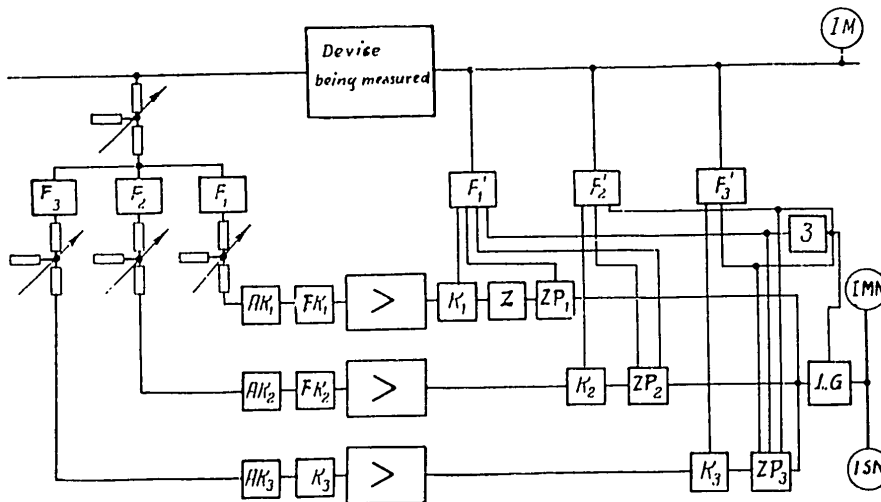 IM
Devise
being measured
F₃ F₂ F₁ F₁' F₂' F₃'
3
AK₁ FK₁ > K₁ Z ZP₁ IMN
AK₂ FK₂ > K₂ ZP₂ LG
AK₃ K₃ > K₃ ZP₃ ISN